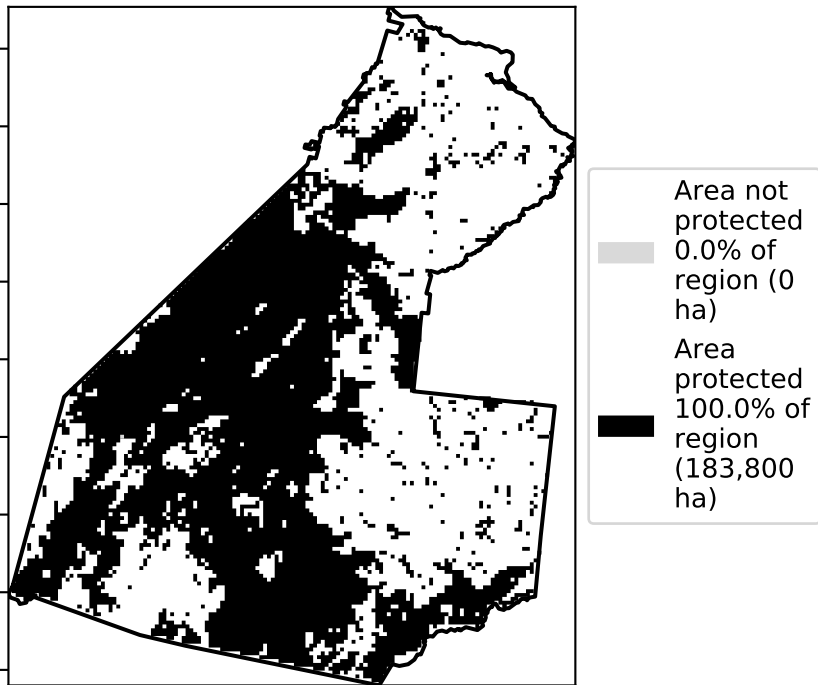 Area not
protected
0.0% of
region (0
ha)
Area
protected
100.0% of
region
(183,800
ha)